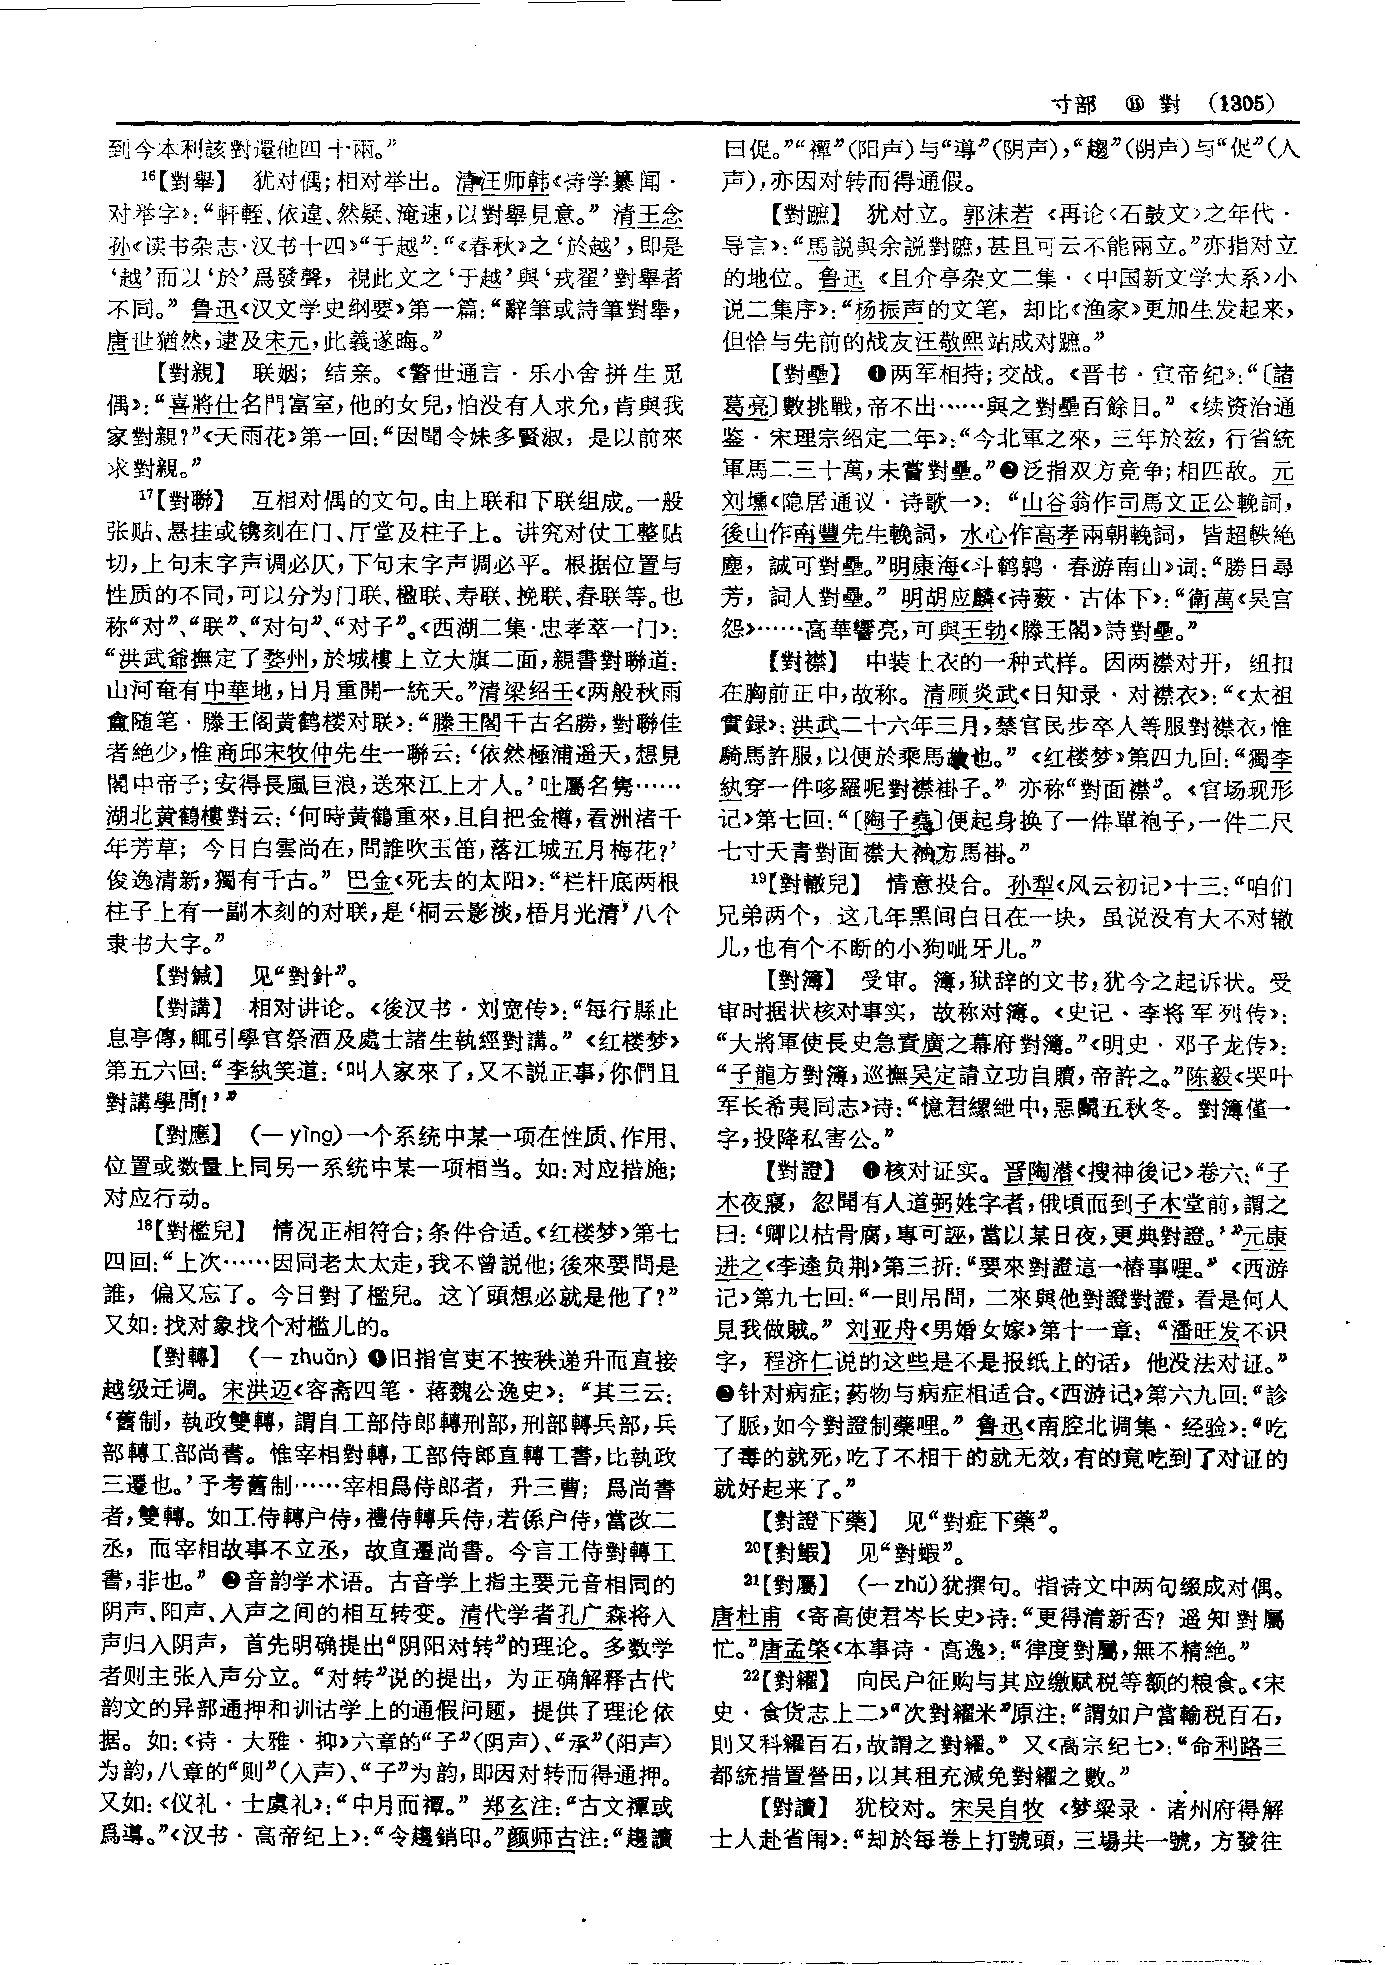 寸部 ⑪ 對 (1305)
到今本利該對還他四十兩。”
16【對舉】 犹对偶;相对举出。清汪师韩《诗学纂闻·
对举字》:“軒輊、依違、然疑、淹速,以對舉見意。” 清王念
孙《读书杂志·汉书十四》“于越”:“《春秋》之‘於越’,即是
‘越’而以‘於’爲發聲,視此文之‘于越’與‘戎翟’對舉者
不同。” 鲁迅《汉文学史纲要》第一篇:“辭筆或詩筆對舉,
唐世猶然,逮及宋元,此義遂晦。”
【對親】 联姻;结亲。《警世通言·乐小舍拼生觅
偶》:“喜將仕名門富室,他的女兒,怕没有人求允,肯與我
家對親?”《天雨花》第一回:“因聞令妹多賢淑,是以前來
求對親。”
17【對聯】 互相对偶的文句。由上联和下联组成。一般
张贴、悬挂或镌刻在门、厅堂及柱子上。讲究对仗工整贴
切,上句末字声调必仄,下句末字声调必平。根据位置与
性质的不同,可以分为门联、楹联、寿联、挽联、春联等。也
称“对”、“联”、“对句”、“对子”。《西湖二集·忠孝萃一门》:
“洪武爺撫定了婺州,於城樓上立大旗二面,親書對聯道:
山河奄有中華地,日月重開一統天。”清梁绍壬《两般秋雨
盦随笔·滕王阁黄鹤楼对联》:“滕王閣千古名勝,對聯佳
者絶少,惟商邱宋牧仲先生一聯云:‘依然極浦遥天,想見
閣中帝子;安得長風巨浪,送來江上才人。’吐屬名雋……
湖北黄鶴樓對云:‘何時黄鶴重來,且自把金樽,看洲渚千
年芳草;今日白雲尚在,問誰吹玉笛,落江城五月梅花?’
俊逸清新,獨有千古。” 巴金《死去的太阳》:“栏杆底两根
柱子上有一副木刻的对联,是‘桐云影淡,梧月光清’八个
隶书大字。”
【對鍼】 见“對針”。
【對講】 相对讲论。《後汉书·刘宽传》:“每行縣止
息亭傳,輒引學官祭酒及處士諸生執經對講。”《红楼梦》
第五六回:“李紈笑道:‘叫人家來了,又不説正事,你們且
對講學問!’”
【對應】 (一yìng)一个系统中某一项在性质、作用、
位置或数量上同另一系统中某一项相当。如:对应措施;
对应行动。
18【對檻兒】 情况正相符合;条件合适。《红楼梦》第七
四回:“上次……因同老太太走,我不曾説他;後來要問是
誰,偏又忘了。今日對了檻兒。這丫頭想必就是他了?”
又如:找对象找个对槛儿的。
【對轉】 (一zhuǎn)❶旧指官吏不按秩递升而直接
越级迁调。宋洪迈《容斋四笔·蒋魏公逸史》:“其三云:
‘舊制,執政雙轉,謂自工部侍郎轉刑部,刑部轉兵部,兵
部轉工部尚書。惟宰相對轉,工部侍郎直轉工書,比執政
三遷也。’予考舊制……宰相爲侍郎者,升三曹;爲尚書
者,雙轉。如工侍轉户侍,禮侍轉兵侍,若係户侍,當改二
丞,而宰相故事不立丞,故直遷尚書。今言工侍對轉工
書,非也。”❷音韵学术语。古音学上指主要元音相同的
阴声、阳声、入声之间的相互转变。清代学者孔广森将入
声归入阴声,首先明确提出“阴阳对转”的理论。多数学
者则主张入声分立。“对转”说的提出,为正确解释古代
韵文的异部通押和训诂学上的通假问题,提供了理论依
据。如:《诗·大雅·抑》六章的“子”(阴声)、“承”(阳声)
为韵,八章的“则”(入声)、“子”为韵,即因对转而得通押。
又如:《仪礼·士虞礼》:“中月而禫。” 郑玄注:“古文禫或
爲導。”《汉书·高帝纪上》:“令趨銷印。”颜师古注:“趨讀
曰促。”“禫”(阳声)与“導”(阴声),“趨”(阴声)与“促”(入
声),亦因对转而得通假。
【對蹠】 犹对立。郭沫若《再论〈石鼓文〉之年代·
导言》:“馬説與余説對蹠,甚且可云不能兩立。”亦指对立
的地位。鲁迅《且介亭杂文二集·〈中国新文学大系〉小
说二集序》:“杨振声的文笔,却比《渔家》更加生发起来,
但恰与先前的战友汪敬熙站成对蹠。”
【對壘】 ❶两军相持;交战。《晋书·宣帝纪》:“〔諸
葛亮〕數挑戰,帝不出……與之對壘百餘日。”《续资治通
鉴·宋理宗绍定二年》:“今北軍之來,三年於兹,行省統
軍馬二三十萬,未嘗對壘。”❷泛指双方竞争;相匹敌。元
刘壎《隐居通议·诗歌一》:“山谷翁作司馬文正公輓詞,
後山作南豐先生輓詞,水心作高孝兩朝輓詞,皆超軼絶
塵,誠可對壘。”明康海《斗鹌鹑·春游南山》词:“勝日尋
芳,詞人對壘。” 明胡应麟《诗薮·古体下》:“衛萬《吴宫
怨》……高華響亮,可與王勃《滕王閣》詩對壘。”
【對襟】 中装上衣的一种式样。因两襟对开,纽扣
在胸前正中,故称。清顾炎武《日知录·对襟衣》:“《太祖
實録》:洪武二十六年三月,禁官民步卒人等服對襟衣,惟
騎馬許服,以便於乘馬故也。”《红楼梦》第四九回:“獨李
紈穿一件哆羅呢對襟褂子。” 亦称“對面襟”。《官场现形
记》第七回:“〔陶子堯〕便起身换了一件單袍子,一件二尺
七寸天青對面襟大袖方馬褂。”
19【對轍兒】 情意投合。孙犁《风云初记》十三:“咱们
兄弟两个,这几年黑间白日在一块,虽说没有大不对辙
儿,也有个不断的小狗呲牙儿。”
【對簿】 受审。簿,狱辞的文书,犹今之起诉状。受
审时据状核对事实,故称对簿。《史记·李将军列传》:
“大將軍使長史急責廣之幕府對簿。”《明史·邓子龙传》:
“子龍方對簿,巡撫吴定請立功自贖,帝許之。”陈毅《哭叶
军长希夷同志》诗:“憶君縲紲中,惡鬭五秋冬。對簿僅一
字,投降私害公。”
【對證】 ❶核对证实。晋陶潜《搜神後记》卷六:“子
木夜寢,忽聞有人道弼姓字者,俄頃而到子木堂前,謂之
曰:‘卿以枯骨腐,專可誣,當以某日夜,更典對證。’”元康
进之《李逵负荆》第三折:“要來對證這一樁事哩。”《西游
记》第九七回:“一則吊問,二來與他對證對證,看是何人
見我做賊。” 刘亚舟《男婚女嫁》第十一章:“潘旺发不识
字,程济仁说的这些是不是报纸上的话,他没法对证。”
❷针对病症;药物与病症相适合。《西游记》第六九回:“診
了脈,如今對證制藥哩。” 鲁迅《南腔北调集·经验》:“吃
了毒的就死,吃了不相干的就无效,有的竟吃到了对证的
就好起来了。”
【對證下藥】 见“對症下藥”。
20【對鰕】 见“對蝦”。
21【對屬】 (一zhǔ)犹撰句。指诗文中两句缀成对偶。
唐杜甫《寄高使君岑长史》诗:“更得清新否?遥知對屬
忙。”唐孟棨《本事诗·高逸》:“律度對屬,無不精絶。”
22【對糴】 向民户征购与其应缴赋税等额的粮食。《宋
史·食货志上二》“次對糴米”原注:“謂如户當輸税百石,
則又科糴百石,故謂之對糴。” 又《高宗纪七》:“命利路三
都統措置營田,以其租充減免對糴之數。”
【對讀】 犹校对。宋吴自牧《梦粱录·诸州府得解
士人赴省闱》:“却於每卷上打號頭,三場共一號,方發往